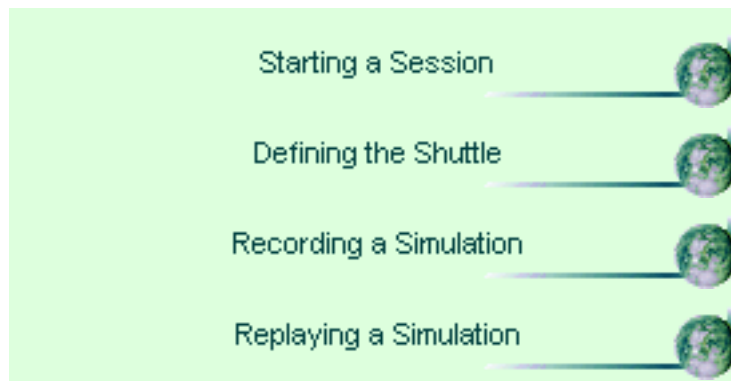 Starting a Session
Defining the Shuttle
Recording a Simulation
Replaying a Simulation